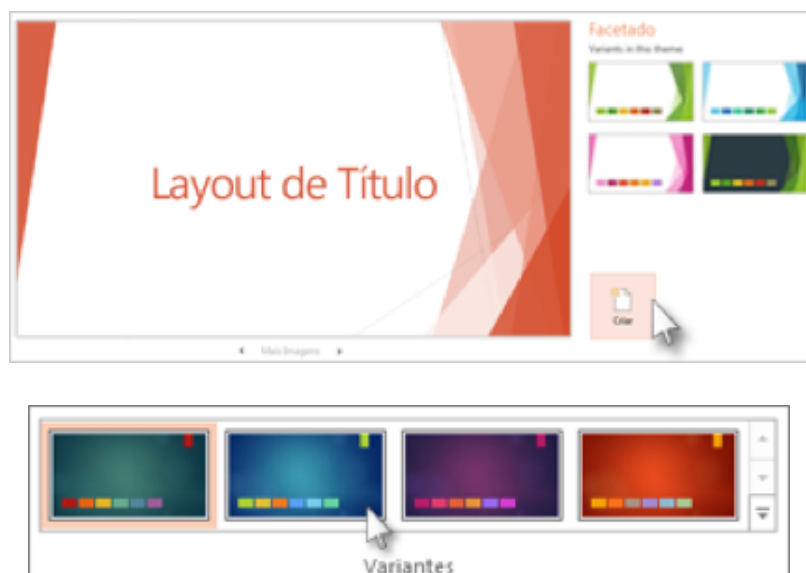 Facetado
Variants in this theme
Layout de Título
Criar
Mais Imagens
Variantes